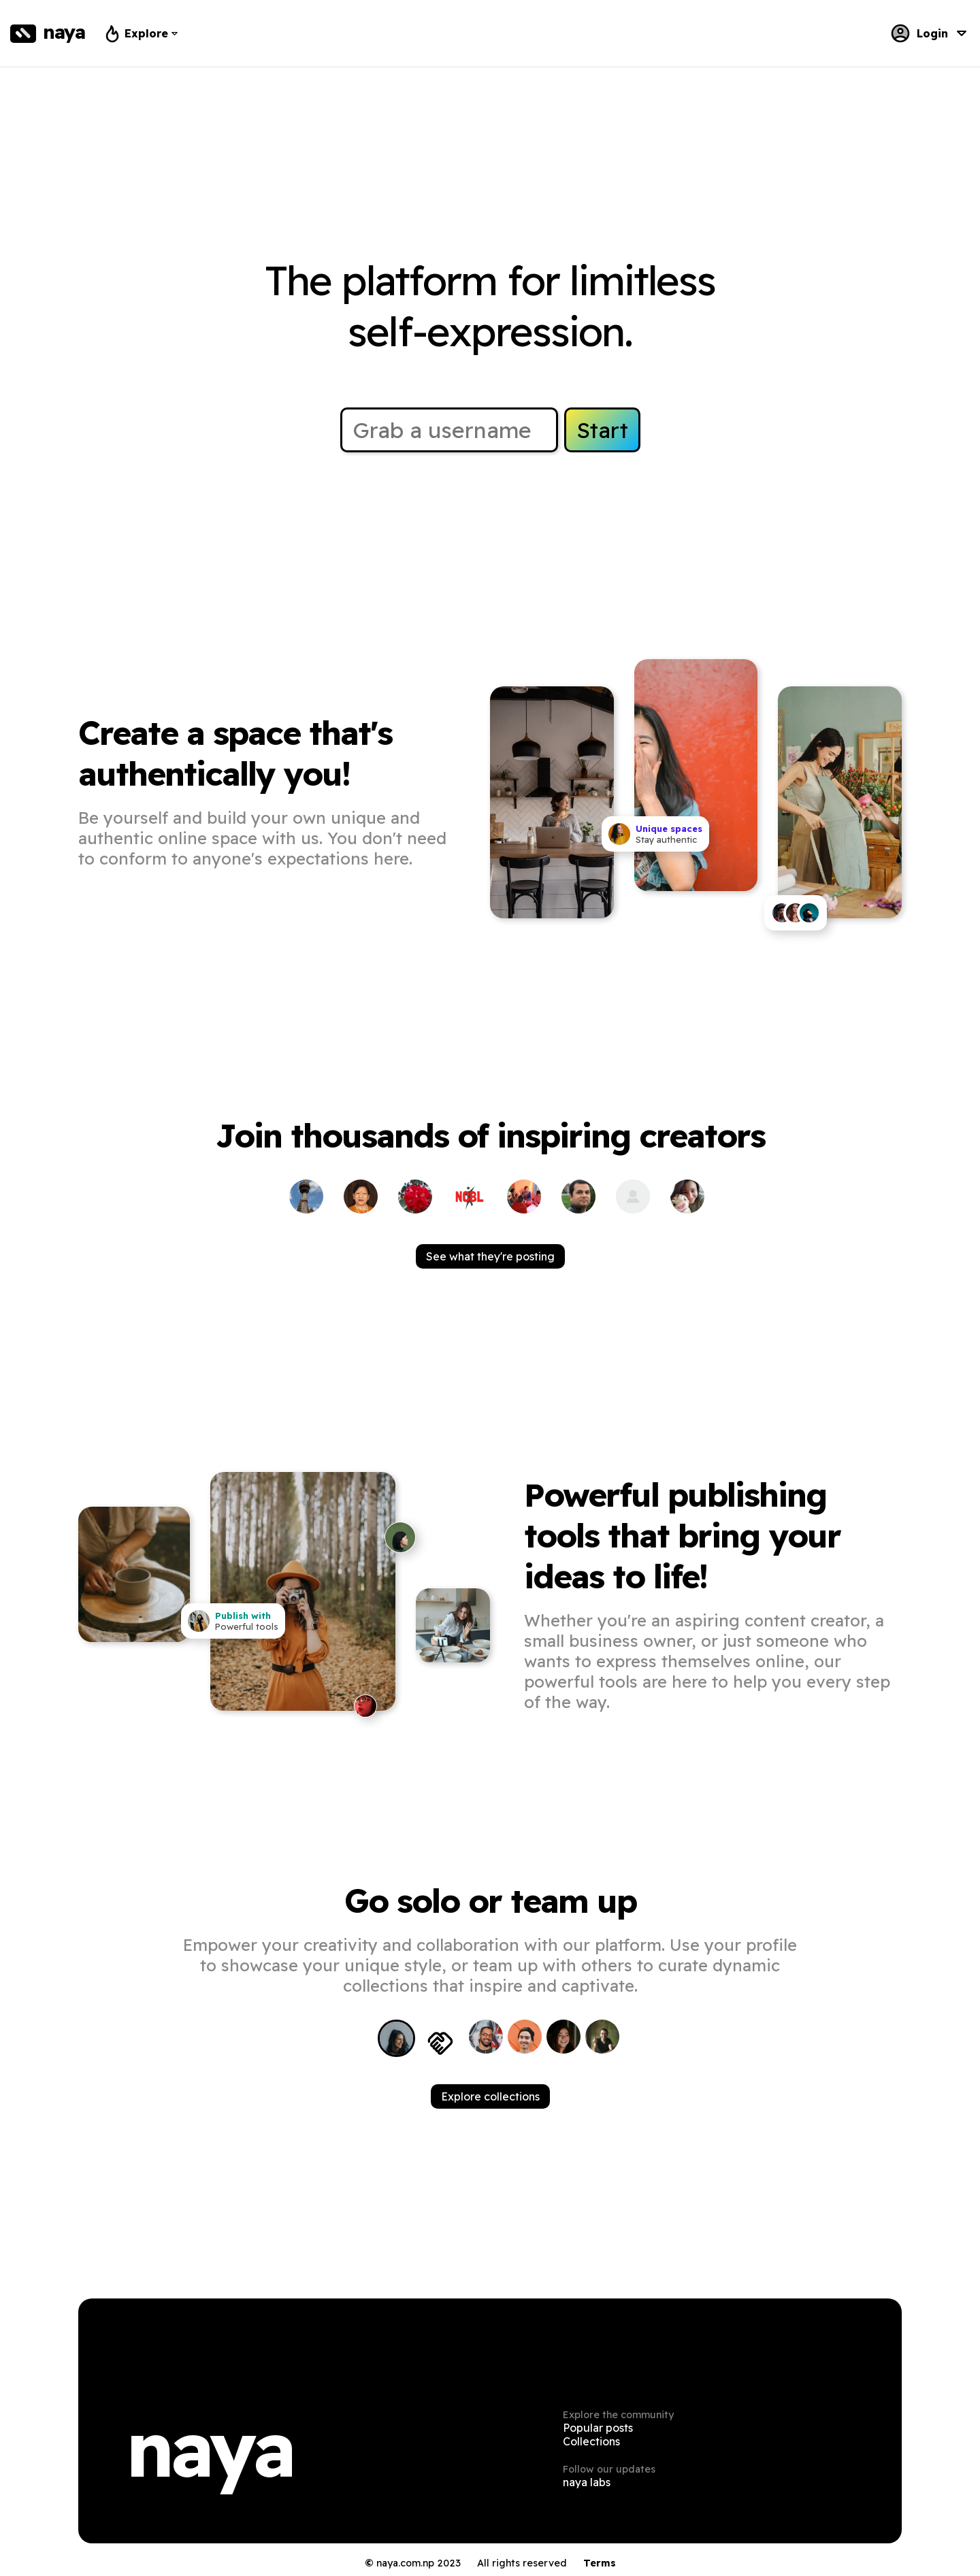 naya
Explore
Login
The platform for limitless
self-expression.
Grab a username
Start
Create a space that's
authentically you!
Be yourself and build your own unique and
authentic online space with us. You don't need
to conform to anyone's expectations here.
Unique spaces
Stay authentic
Join thousands of inspiring creators
NCBL
See what they're posting
Publish with
Powerful tools
Powerful publishing
tools that bring your
ideas to life!
Whether you're an aspiring content creator, a
small business owner, or just someone who
wants to express themselves online, our
powerful tools are here to help you every step
of the way.
Go solo or team up
Empower your creativity and collaboration with our platform. Use your profile
to showcase your unique style, or team up with others to curate dynamic
collections that inspire and captivate.
Explore collections
naya
Explore the community
Popular posts
Collections
Follow our updates
naya labs
© naya.com.np 2023 All rights reserved Terms